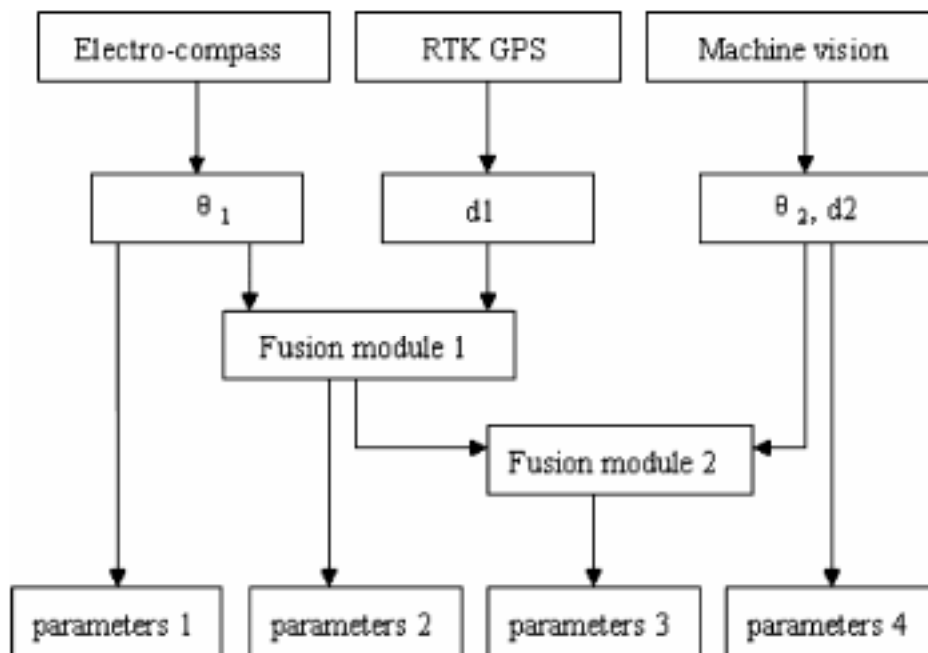 Electro-compass
RTK GPS
Machine vision
θ 1
d1
θ 2, d2
Fusion module 1
Fusion module 2
parameters 1
parameters 2
parameters 3
parameters 4